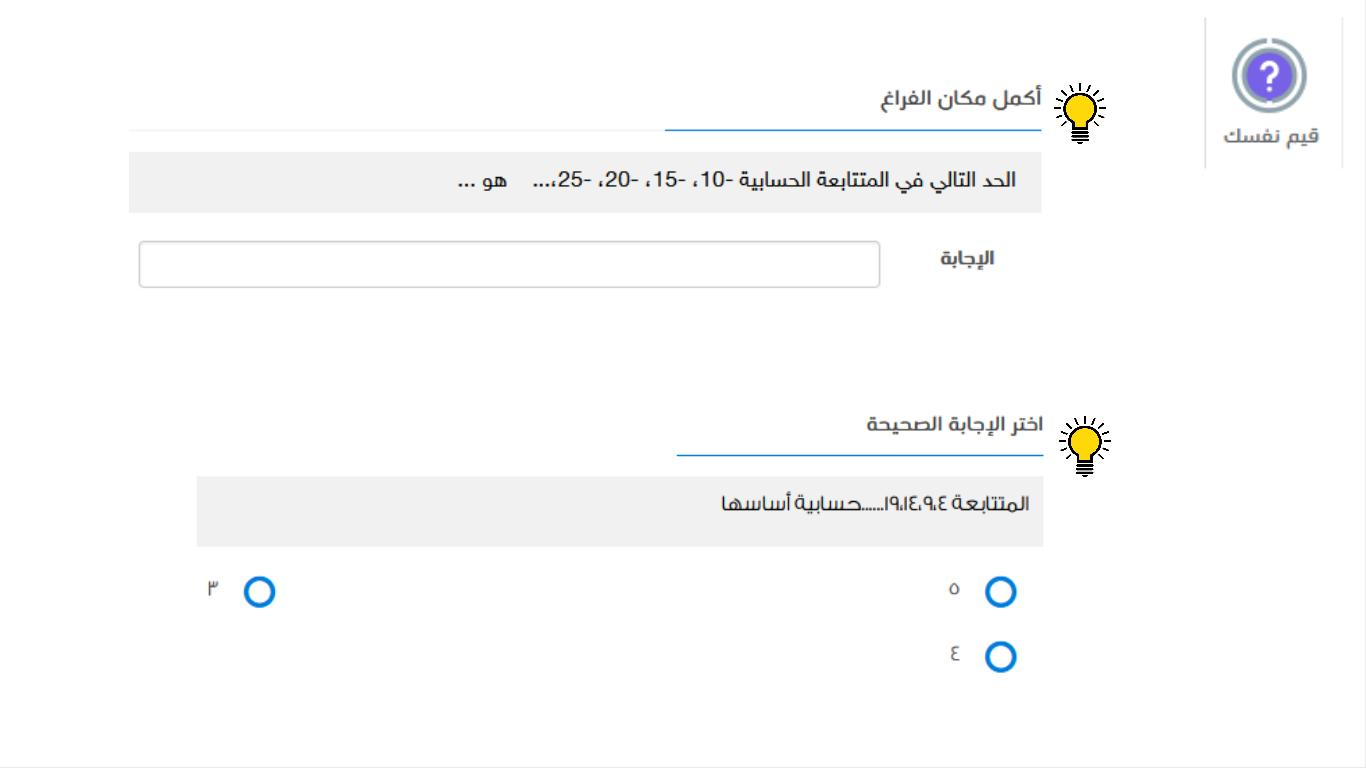 ?
قيم نفسك
أكمل مكان الفراغ
الحد التالي في المتتابعة الحسابية -10، -15، -20، -25،... هو ...
الإجابة
اختر الإجابة الصحيحة
المتتابعة ٤،٩،١٤،١٩......حسابية أساسها
٥
٣
٤